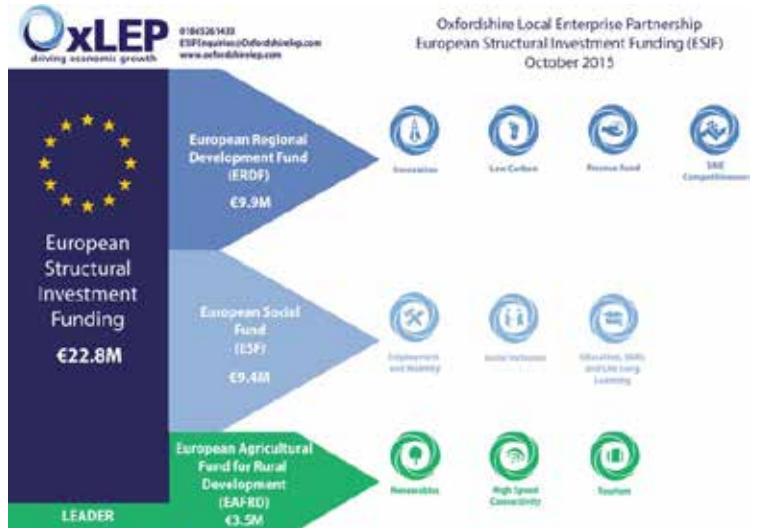 OxLEP
driving economic growth
01865261433
ESIFEnquiries@Oxfordshirelep.com
www.oxfordshirelep.com
Oxfordshire Local Enterprise Partnership
European Structural Investment Funding (ESIF)
October 2015
European
Structural
Investment
Funding
€22.8M
LEADER
European Regional
Development Fund
(ERDF)
€9.9M
Innovation
Low Carbon
Revenue Fund
SME
Competitiveness
European Social
Fund
(ESF)
€9.4M
Employment
and Mobility
Social Inclusion
Education, Skills
and Life Long
Learning
European Agricultural
Fund for Rural
Development
(EAFRD)
€3.5M
Renewables
High Speed
Connectivity
Tourism